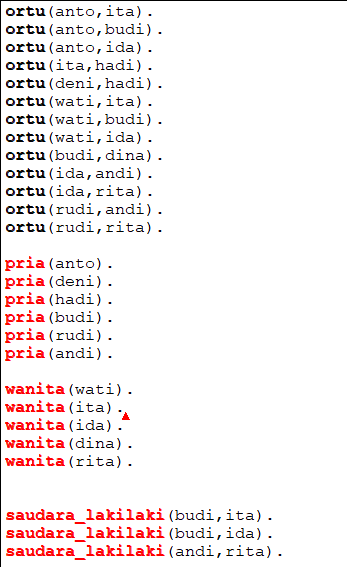 ortu(anto,ita).
ortu(anto,budi).
ortu(anto,ida).
ortu(ita,hadi).
ortu(deni,hadi).
ortu(wati,ita).
ortu(wati,budi).
ortu(wati,ida).
ortu(budi,dina).
ortu(ida,andi).
ortu(ida,rita).
ortu(rudi,andi).
ortu(rudi,rita).
pria(anto).
pria(deni).
pria(hadi).
pria(budi).
pria(rudi).
pria(andi).
wanita(wati).
wanita(ita).
wanita(ida).
wanita(dina).
wanita(rita).
saudara_lakilaki(budi,ita).
saudara_lakilaki(budi,ida).
saudara_lakilaki(andi,rita).